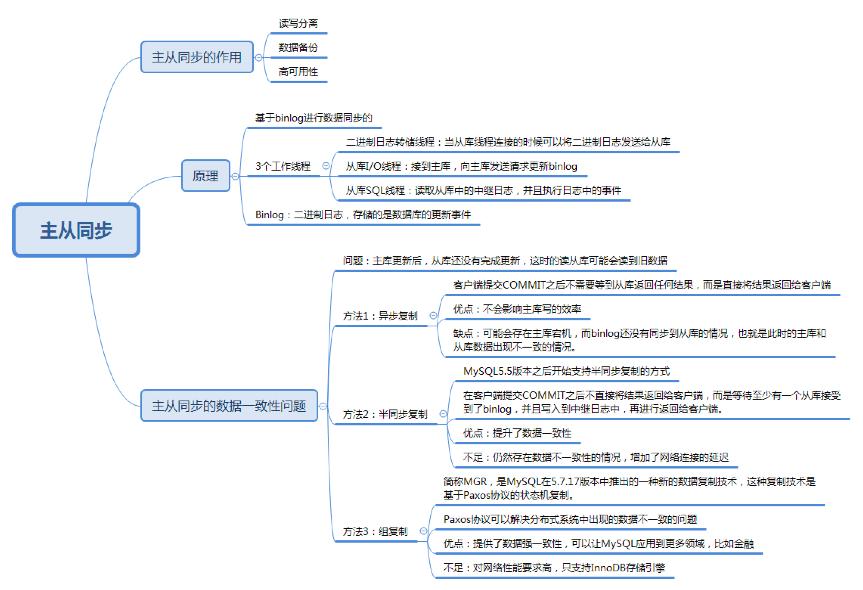 主从同步
主从同步的作用
读写分离
数据备份
高可用性
原理
基于binlog进行数据同步的
3个工作线程
二进制日志转储线程：当从库线程连接的时候可以将二进制日志发送给从库
从库I/O线程：接到主库，向主库发送请求更新binlog
从库SQL线程：读取从库中的中继日志，并且执行日志中的事件
Binlog：二进制日志，存储的是数据库的更新事件
主从同步的数据一致性问题
问题：主库更新后，从库还没有完成更新，这时的读从库可能会读到旧数据
方法1：异步复制
客户端提交COMMIT之后不需要等到从库返回任何结果，而是直接将结果返回给客户端
优点：不会影响主库写的效率
缺点：可能会存在主库宕机，而binlog还没有同步到从库的情况，也就是此时的主库和
从库数据出现不一致的情况。
方法2：半同步复制
MySQL5.5版本之后开始支持半同步复制的方式
在客户端提交COMMIT之后不直接将结果返回给客户端，而是等待至少有一个从库接受
到了binlog，并且写入到中继日志中，再进行返回给客户端。
优点：提升了数据一致性
不足：仍然存在数据不一致性的情况，增加了网络连接的延迟
方法3：组复制
简称MGR，是MySQL在5.7.17版本中推出的一种新的数据复制技术，这种复制技术是
基于Paxos协议的状态机复制。
Paxos协议可以解决分布式系统中出现的数据不一致的问题
优点：提供了数据强一致性，可以让MySQL应用到更多领域，比如金融
不足：对网络性能要求高，只支持InnoDB存储引擎